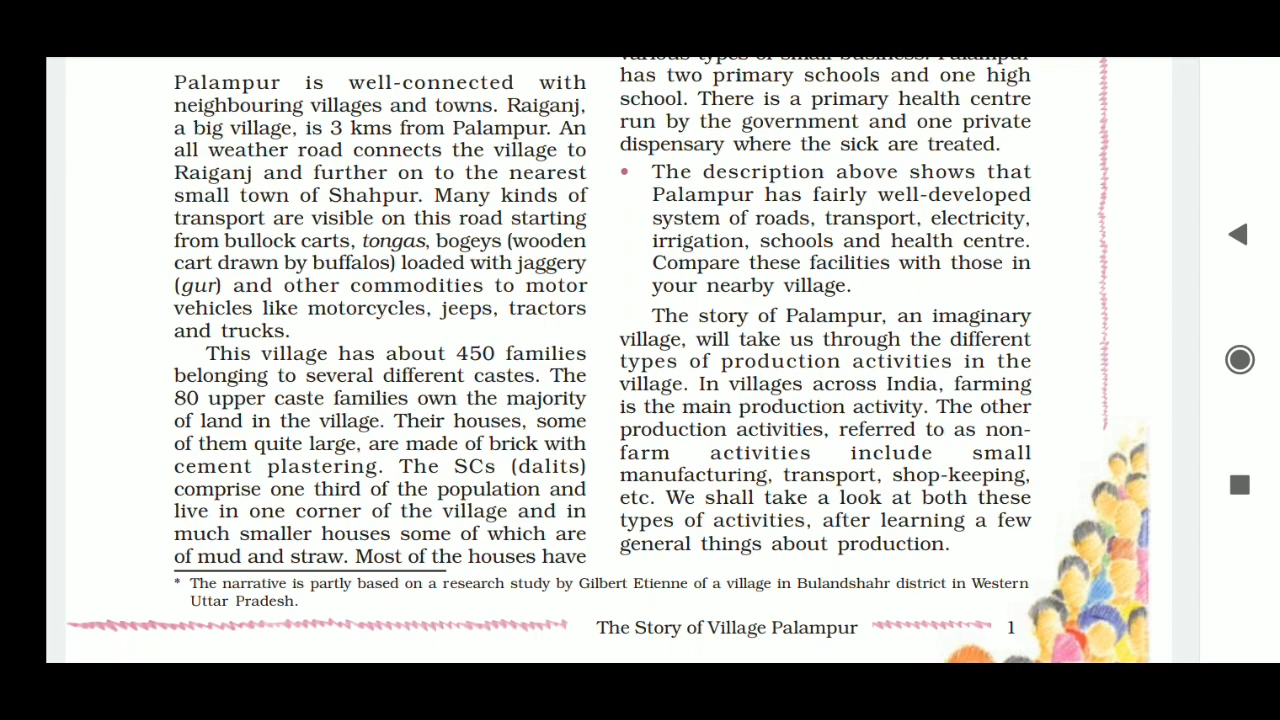 Palampur is well-connected with
neighbouring villages and towns. Raiganj,
a big village, is 3 kms from Palampur. An
all weather road connects the village to
Raiganj and further on to the nearest
small town of Shahpur. Many kinds of
transport are visible on this road starting
from bullock carts, tongas, bogeys (wooden
cart drawn by buffalos) loaded with jaggery
(gur) and other commodities to motor
vehicles like motorcycles, jeeps, tractors
and trucks.
This village has about 450 families
belonging to several different castes. The
80 upper caste families own the majority
of land in the village. Their houses, some
of them quite large, are made of brick with
cement plastering. The SCs (dalits)
comprise one third of the population and
live in one corner of the village and in
much smaller houses some of which are
of mud and straw. Most of the houses have
various types of small business. Palampur
has two primary schools and one high
school. There is a primary health centre
run by the government and one private
dispensary where the sick are treated.
• The description above shows that
Palampur has fairly well-developed
system of roads, transport, electricity,
irrigation, schools and health centre.
Compare these facilities with those in
your nearby village.
The story of Palampur, an imaginary
village, will take us through the different
types of production activities in the
village. In villages across India, farming
is the main production activity. The other
production activities, referred to as non-
farm activities include small
manufacturing, transport, shop-keeping,
etc. We shall take a look at both these
types of activities, after learning a few
general things about production.
* The narrative is partly based on a research study by Gilbert Etienne of a village in Bulandshahr district in Western
Uttar Pradesh.
The Story of Village Palampur 1